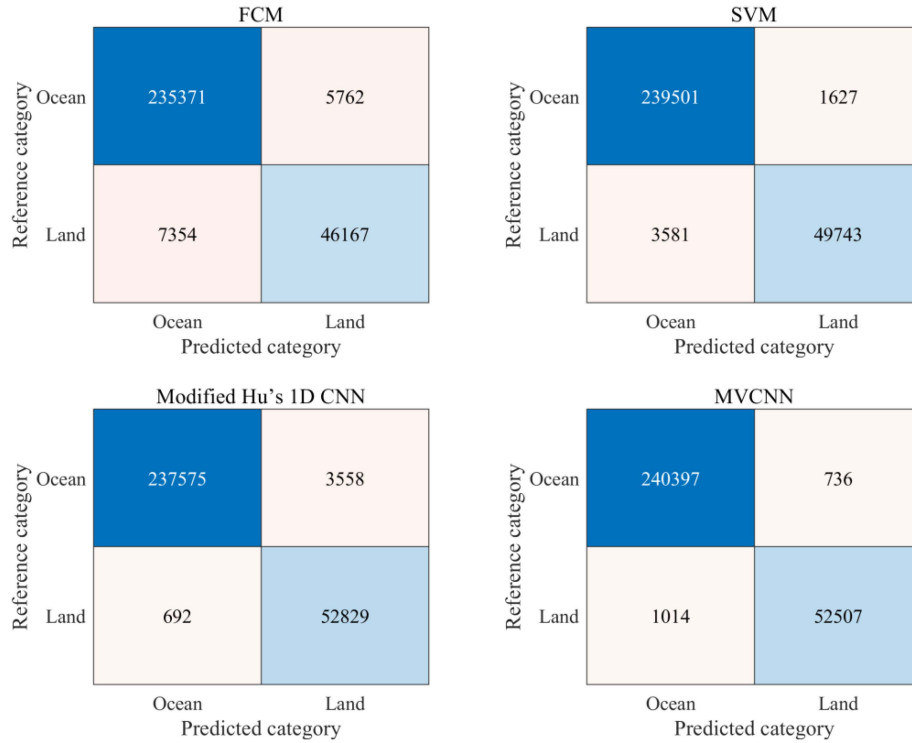 FCM
Reference category
Ocean
235371 5762
Land
7354 46167
Ocean Land
Predicted category
SVM
Reference category
Ocean
239501 1627
Land
3581 49743
Ocean Land
Predicted category
Modified Hu’s 1D CNN
Reference category
Ocean
237575 3558
Land
692 52829
Ocean Land
Predicted category
MVCNN
Reference category
Ocean
240397 736
Land
1014 52507
Ocean Land
Predicted category